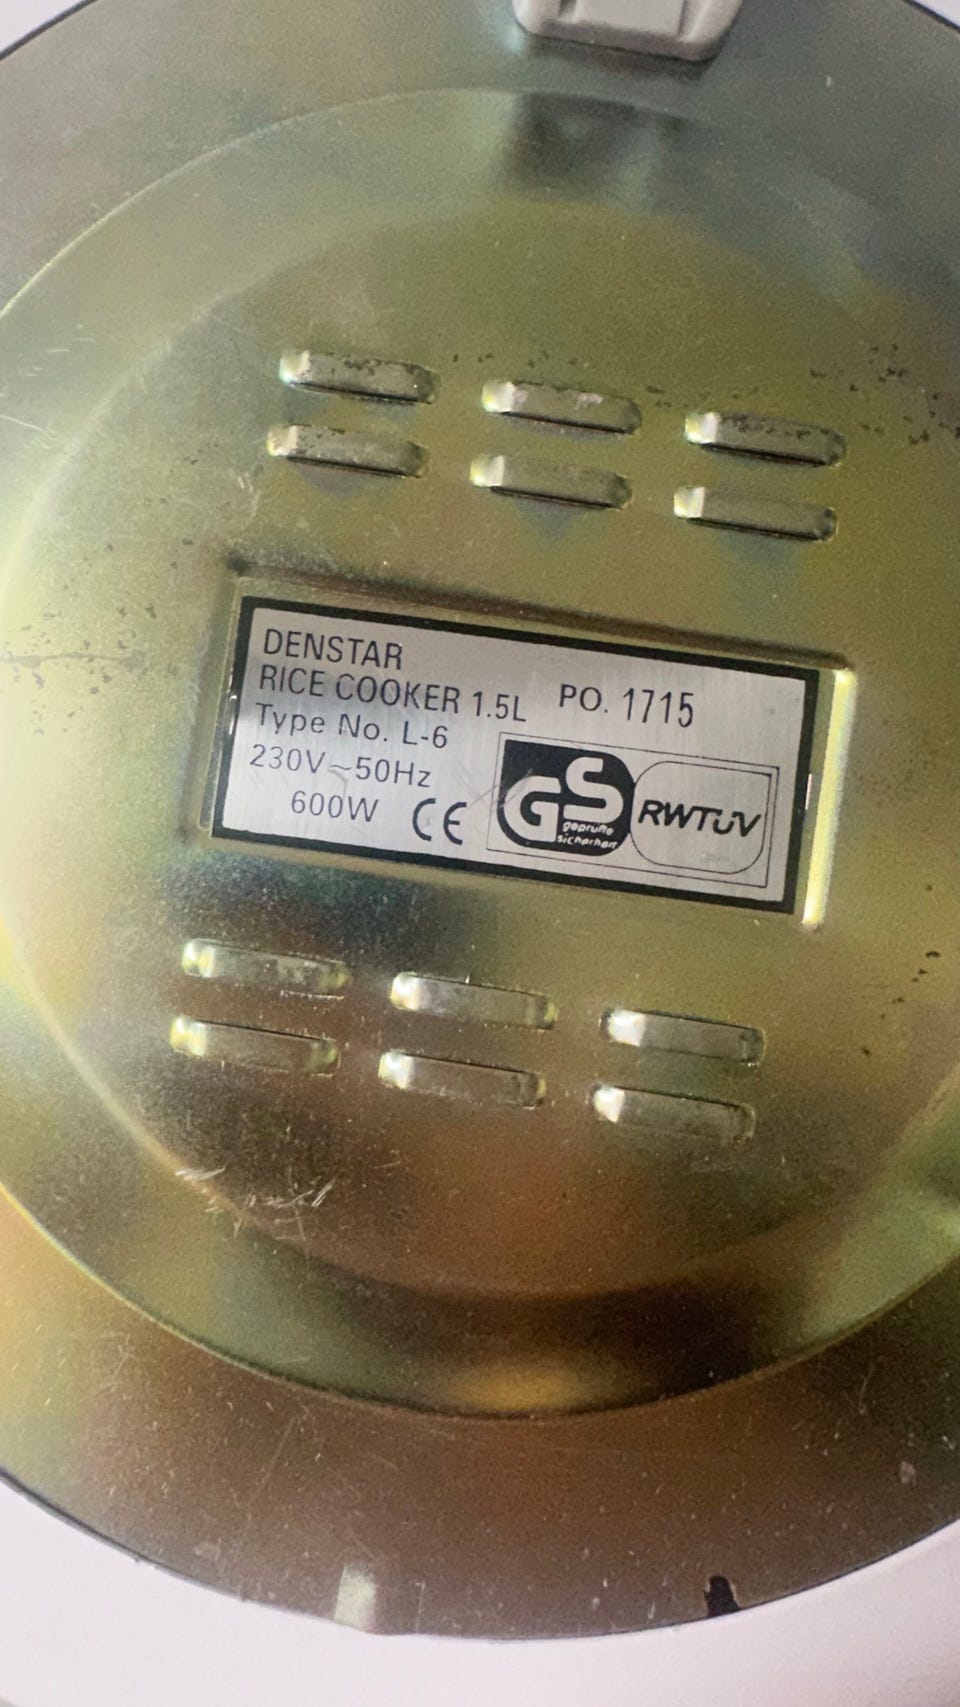 DENSTAR
RICE COOKER 1.5L PO. 1715
Type No. L-6
230V~50Hz
600W CE
GS
geprüfte
sicherheit
RWTÜV